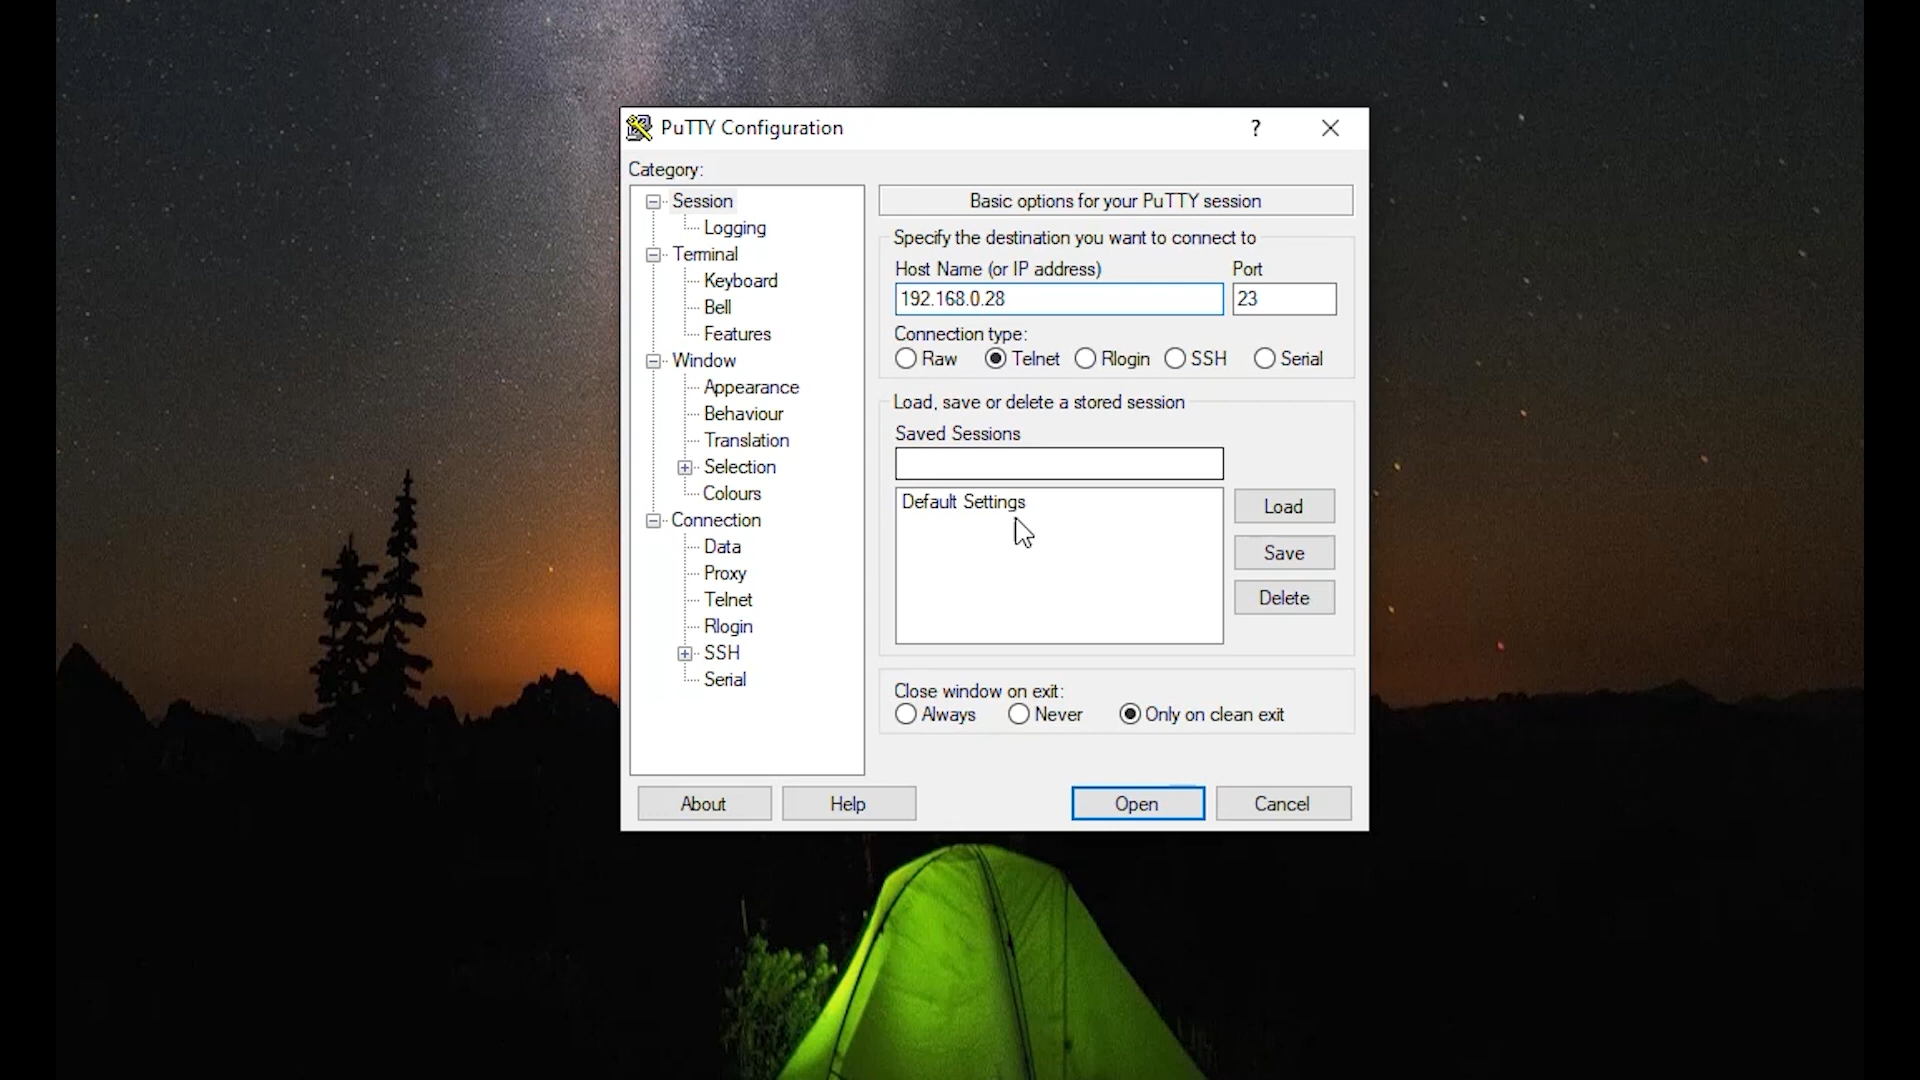 PuTTY Configuration
?
Category:
Session
Logging
Terminal
Keyboard
Bell
Features
Window
Appearance
Behaviour
Translation
Selection
Colours
Connection
Data
Proxy
Telnet
Rlogin
SSH
Serial
Basic options for your PuTTY session
Specify the destination you want to connect to
Host Name (or IP address) Port
192.168.0.28 23
Connection type:
Raw Telnet Rlogin SSH Serial
Load, save or delete a stored session
Saved Sessions
Default Settings
Load
Save
Delete
Close window on exit:
Always Never Only on clean exit
About Help Open Cancel